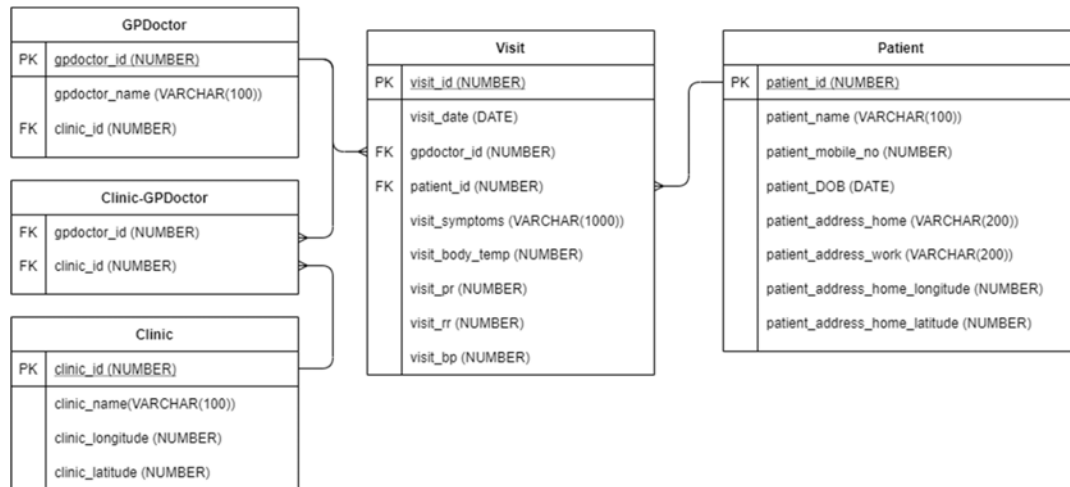 GPDoctor
PK gpdoctor_id (NUMBER)
gpdoctor_name (VARCHAR(100))
FK clinic_id (NUMBER)
Clinic-GPDoctor
FK gpdoctor_id (NUMBER)
FK clinic_id (NUMBER)
Clinic
PK clinic_id (NUMBER)
clinic_name(VARCHAR(100))
clinic_longitude (NUMBER)
clinic_latitude (NUMBER)
Visit
PK visit_id (NUMBER)
visit_date (DATE)
FK gpdoctor_id (NUMBER)
FK patient_id (NUMBER)
visit_symptoms (VARCHAR(1000))
visit_body_temp (NUMBER)
visit_pr (NUMBER)
visit_rr (NUMBER)
visit_bp (NUMBER)
Patient
PK patient_id (NUMBER)
patient_name (VARCHAR(100))
patient_mobile_no (NUMBER)
patient_DOB (DATE)
patient_address_home (VARCHAR(200))
patient_address_work (VARCHAR(200))
patient_address_home_longitude (NUMBER)
patient_address_home_latitude (NUMBER)